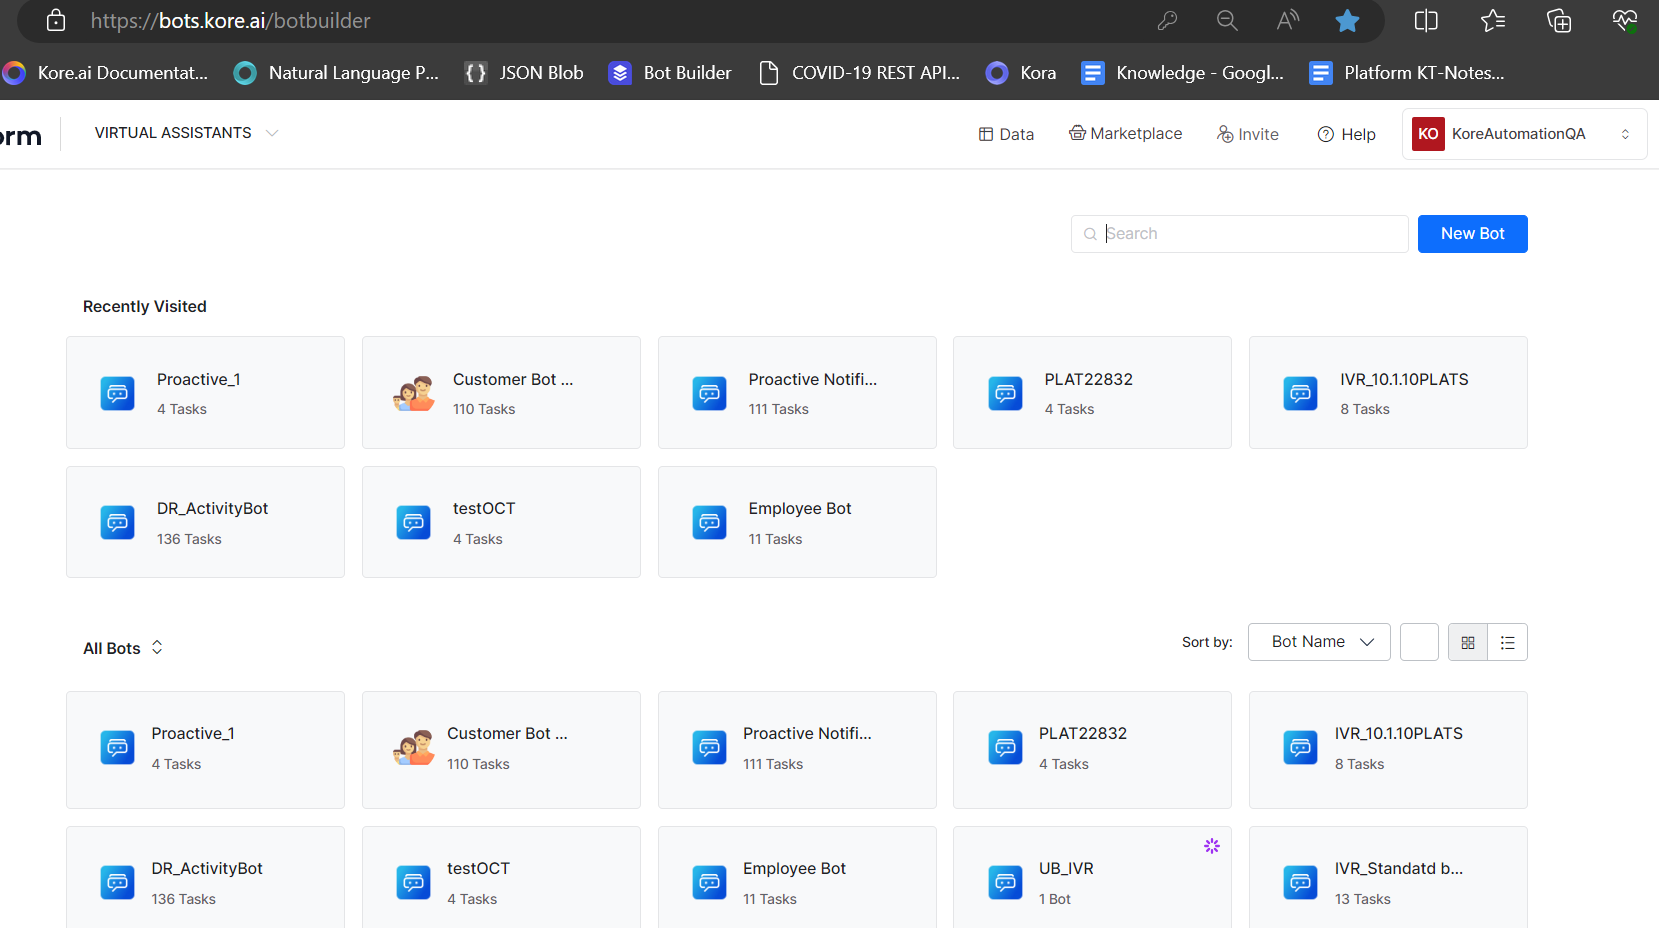 https://bots.kore.ai/botbuilder
Kore.ai Documentat... Natural Language P... {} JSON Blob Bot Builder COVID-19 REST API... Kora Knowledge - Googl... Platform KT-Notes...
orm VIRTUAL ASSISTANTS Data Marketplace Invite Help KO KoreAutomationQA
Search New Bot
Recently Visited
Proactive_1 Customer Bot ... Proactive Notifi... PLAT22832 IVR_10.1.10PLATS
4 Tasks 110 Tasks 111 Tasks 4 Tasks 8 Tasks
DR_ActivityBot testOCT Employee Bot
136 Tasks 4 Tasks 11 Tasks
All Bots Sort by: Bot Name
Proactive_1 Customer Bot ... Proactive Notifi... PLAT22832 IVR_10.1.10PLATS
4 Tasks 110 Tasks 111 Tasks 4 Tasks 8 Tasks
DR_ActivityBot testOCT Employee Bot UB_IVR IVR_Standatd b...
136 Tasks 4 Tasks 11 Tasks 1 Bot 13 Tasks